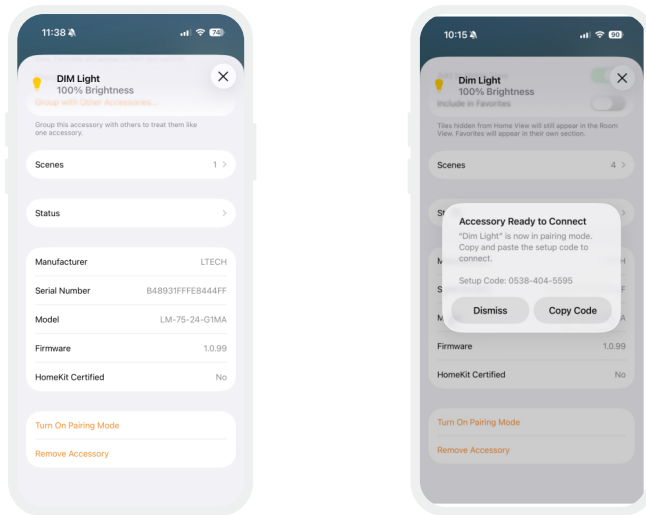 11:38
74
DIM Light
100% Brightness
Group with Other Accessories...
Group this accessory with others to treat them like
one accessory.
Scenes
1
Status
Manufacturer
LTECH
Serial Number
B48931FFFE8444FF
Model
LM-75-24-G1MA
Firmware
1.0.99
HomeKit Certified
No
Turn On Pairing Mode
Remove Accessory
10:15
90
Dim Light
100% Brightness
Include in Favorites
Tiles hidden from Home View will still appear in the Room
View. Favorites will appear in their own section.
Scenes
4
St
Accessory Ready to Connect
"Dim Light" is now in pairing mode.
Copy and paste the setup code to
connect.
Setup Code: 0538-404-5595
Dismiss
Copy Code
M
H
S
F
M
A
Firmware
1.0.99
HomeKit Certified
No
Turn On Pairing Mode
Remove Accessory